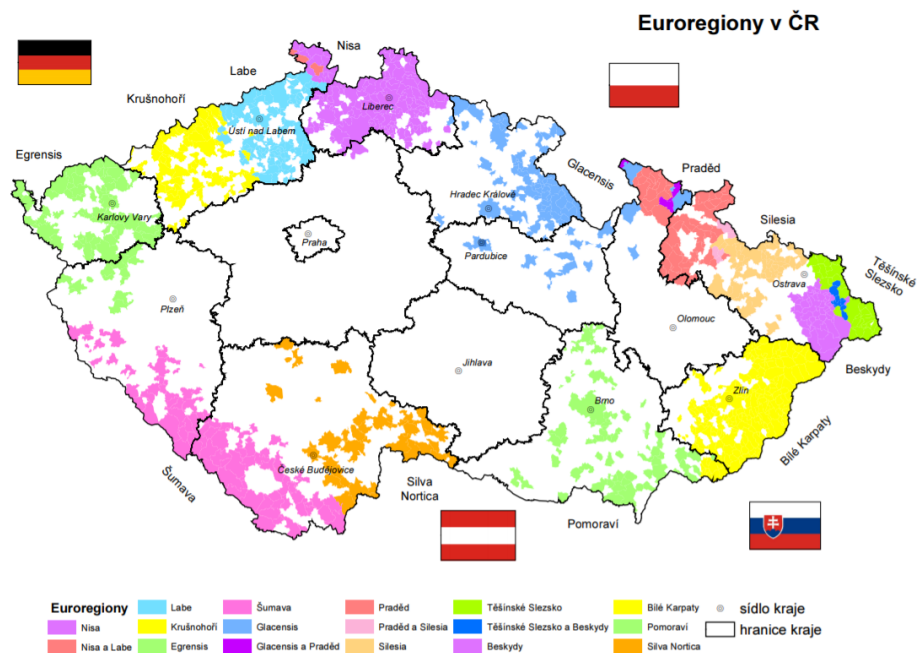 Euroregiony v ČR
Nisa
Labe
Krušnohoří
Liberec
Ústí nad Labem
Egrensis
Glacensis
Praděd
Karlovy Vary
Hradec Králové
Silesia
Praha
Pardubice
Těšínské
Slezsko
Ostrava
Plzeň
Olomouc
Jihlava
Beskydy
Zlín
Brno
Bílé Karpaty
České Budějovice
Šumava
Silva
Nortica
Pomoraví
Euroregiony
Nisa
Nisa a Labe
Labe
Krušnohoří
Egrensis
Šumava
Glacensis
Glacensis a Praděd
Praděd
Praděd a Silesia
Silesia
Těšínské Slezsko
Těšínské Slezsko a Beskydy
Beskydy
Bílé Karpaty
Pomoraví
Silva Nortica
sídlo kraje
hranice kraje